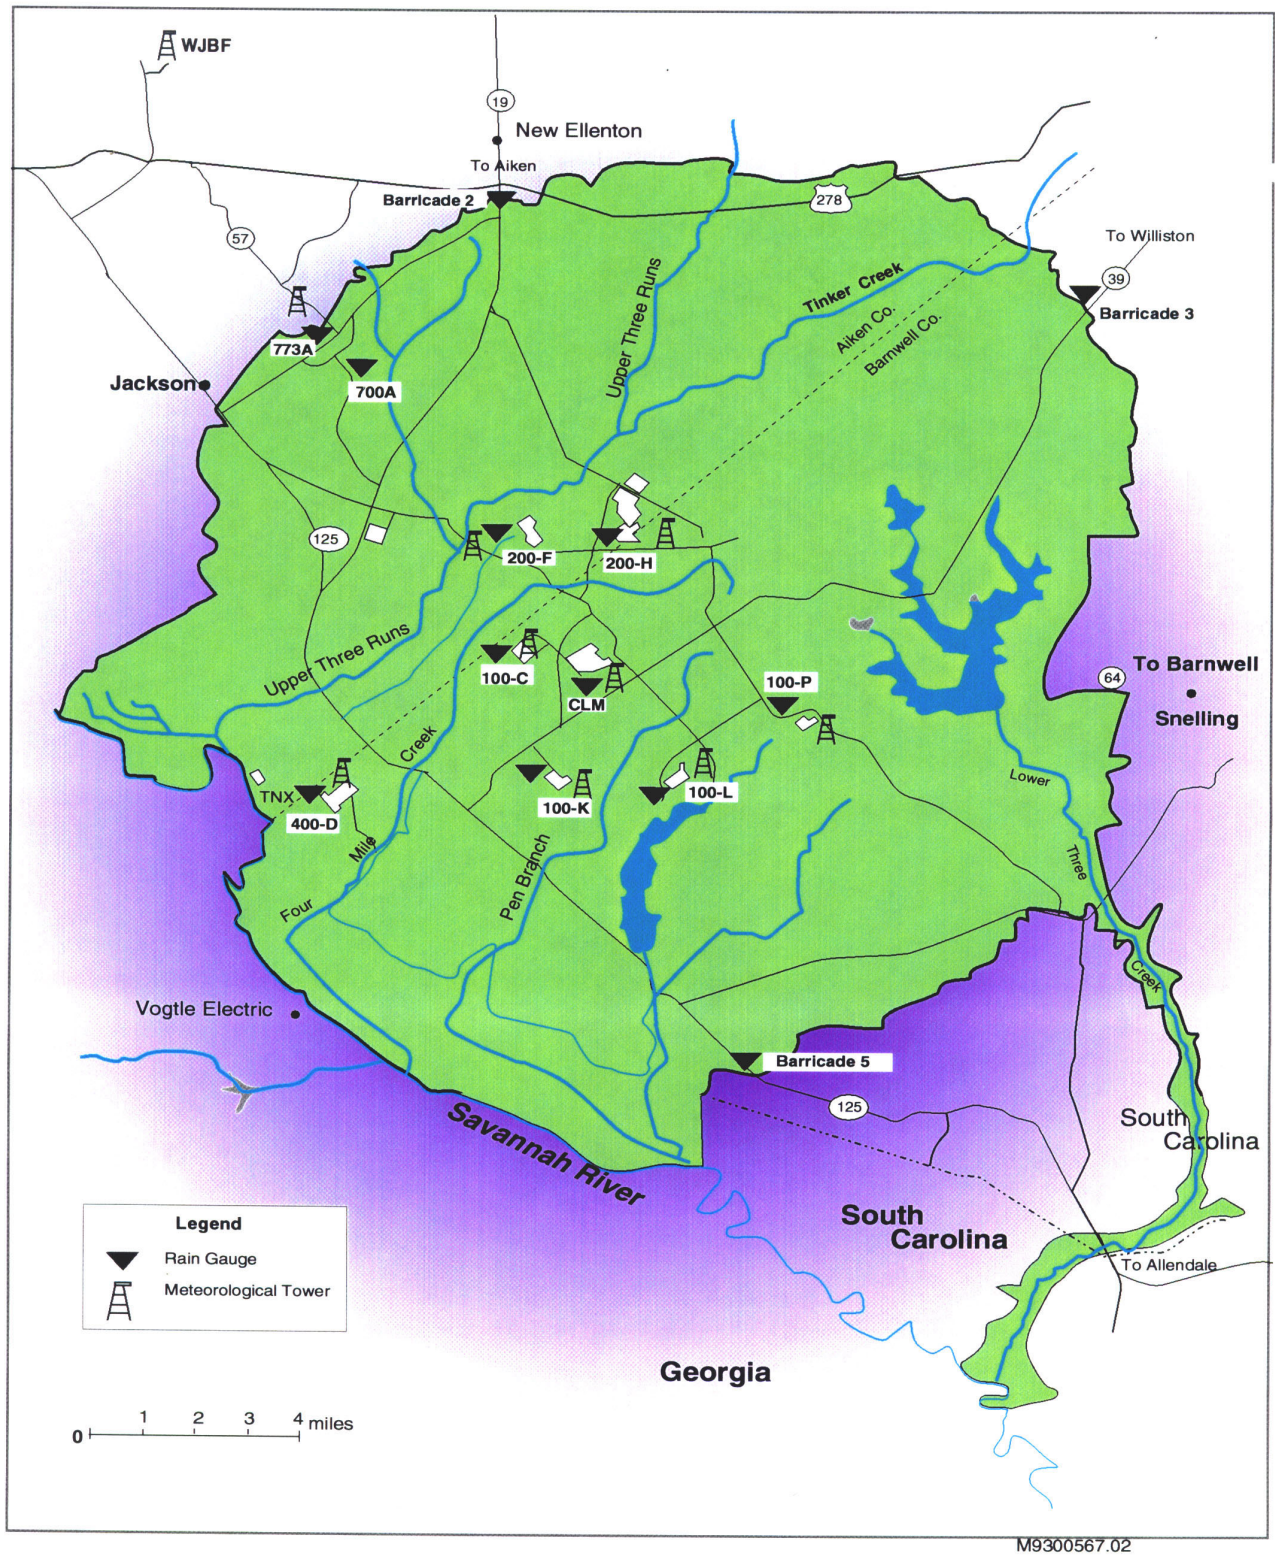 WJBF
19
New Ellenton
To Aiken
Barricade 2
278
57
To Williston
39
Barricade 3
Upper Three Runs
Tinker Creek
Aiken Co.
Barnwell Co.
773A
700A
Jackson
125
200-F
200-H
Upper Three Runs
100-C
CLM
100-P
64
To Barnwell
Snelling
Creek
Lower
TNX
400-D
100-K
100-L
Mile
Pen Branch
Three
Four
Creek
Vogtle Electric
Barricade 5
125
Savannah River
South
Carolina
South
Carolina
To Allendale
Legend
Rain Gauge
Meteorological Tower
Georgia
0 1 2 3 4 miles
M9300567.02